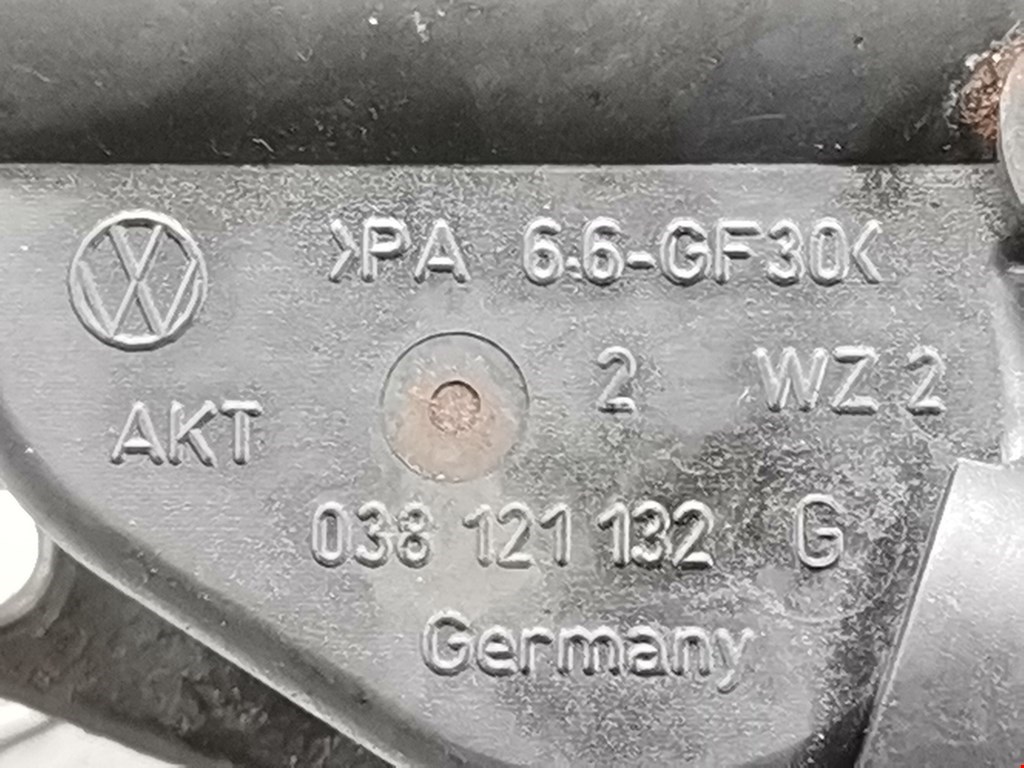 >PA 6.6-GF30<
2 WZ 2
AKT
038 121 132 G
Germany